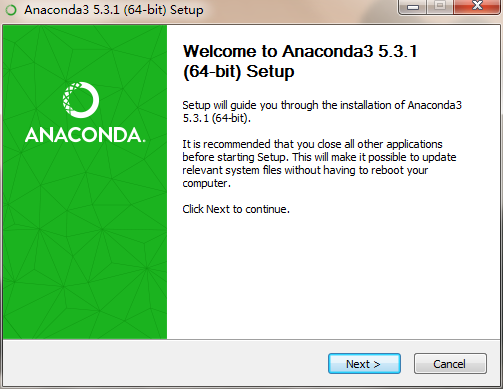 Anaconda3 5.3.1 (64-bit) Setup
Welcome to Anaconda3 5.3.1
(64-bit) Setup
Setup will guide you through the installation of Anaconda3
5.3.1 (64-bit).
It is recommended that you close all other applications
before starting Setup. This will make it possible to update
relevant system files without having to reboot your
computer.
Click Next to continue.
ANACONDA.
Next >
Cancel